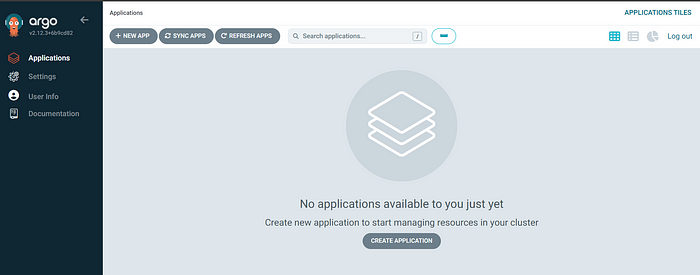 argo
v2.12.3+6b9cd82
Applications
Settings
User Info
Documentation
Applications
APPLICATIONS TILES
+ NEW APP
SYNC APPS
REFRESH APPS
Search applications...
/
Log out
No applications available to you just yet
Create new application to start managing resources in your cluster
CREATE APPLICATION